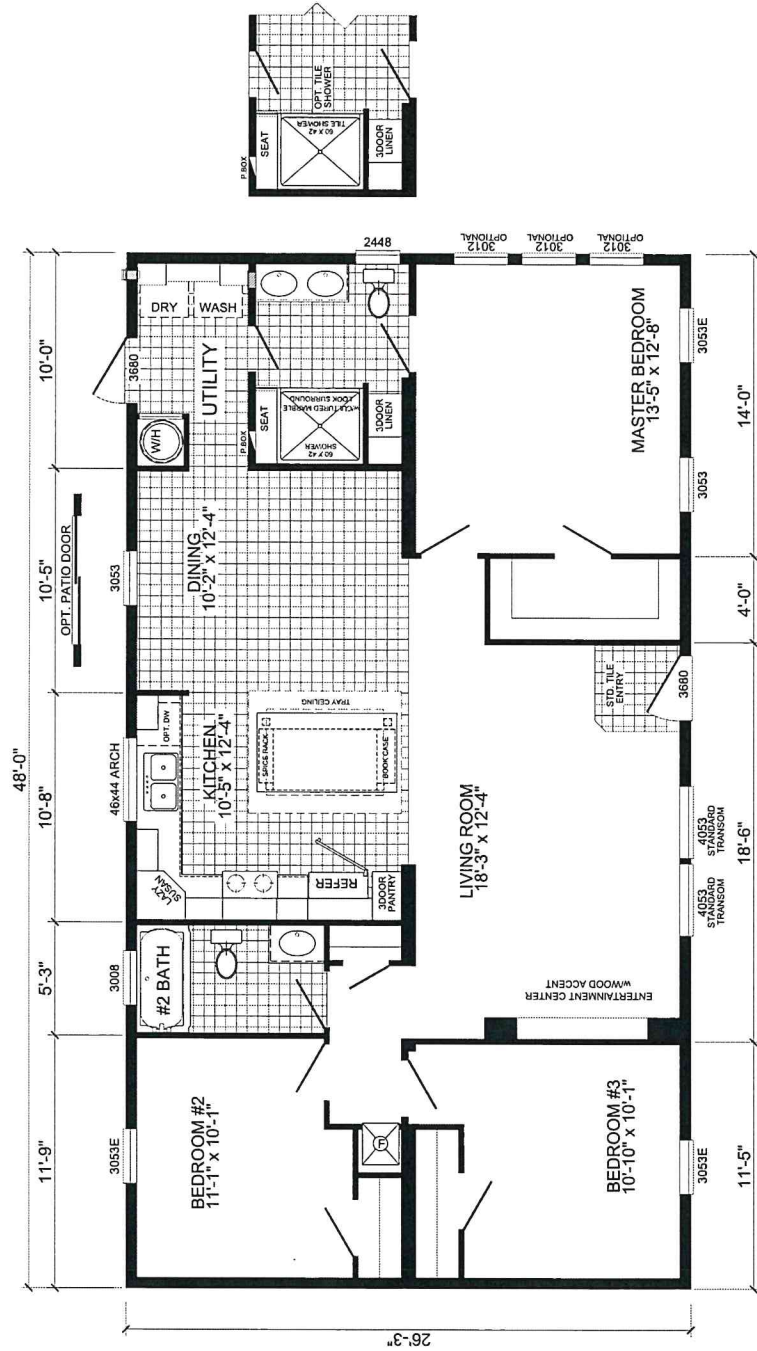 OPT. TILE
SHOWER
P.BOX
SEAT
60 X 42
TILE SHOWER
3DOOR
LINEN
48'-0"
11'-9"
5'-3"
10'-8"
10'-5"
10'-0"
OPT. PATIO DOOR
3053E
3008
46x44 ARCH
3053
3680
2448
26'-3"
BEDROOM #2
11'-1" x 10'-1"
#2 BATH
LAZY
SUSAN
OPT. DW
KITCHEN
10'-5" x 12'-4"
REFER
3DOOR
PANTRY
SPICE RACK
BOOK CASE
TRAY CEILING
DINING
10'-2" x 12'-4"
W/H
UTILITY
DRY
WASH
P.BOX
SEAT
60 X 42
SHOWER
W/CULTURED MARBLE
LOOK SURROUND
3DOOR
LINEN
F
BEDROOM #3
10'-10" x 10'-1"
ENTERTAINMENT CENTER
w/WOOD ACCENT
LIVING ROOM
18'-3" x 12'-4"
STD. TILE
ENTRY
MASTER BEDROOM
13'-5" x 12'-8"
3012
OPTIONAL
3012
OPTIONAL
3012
OPTIONAL
3053E
4053
STANDARD
TRANSOM
4053
STANDARD
TRANSOM
3680
3053
3053E
11'-5"
18'-6"
4'-0"
14'-0"